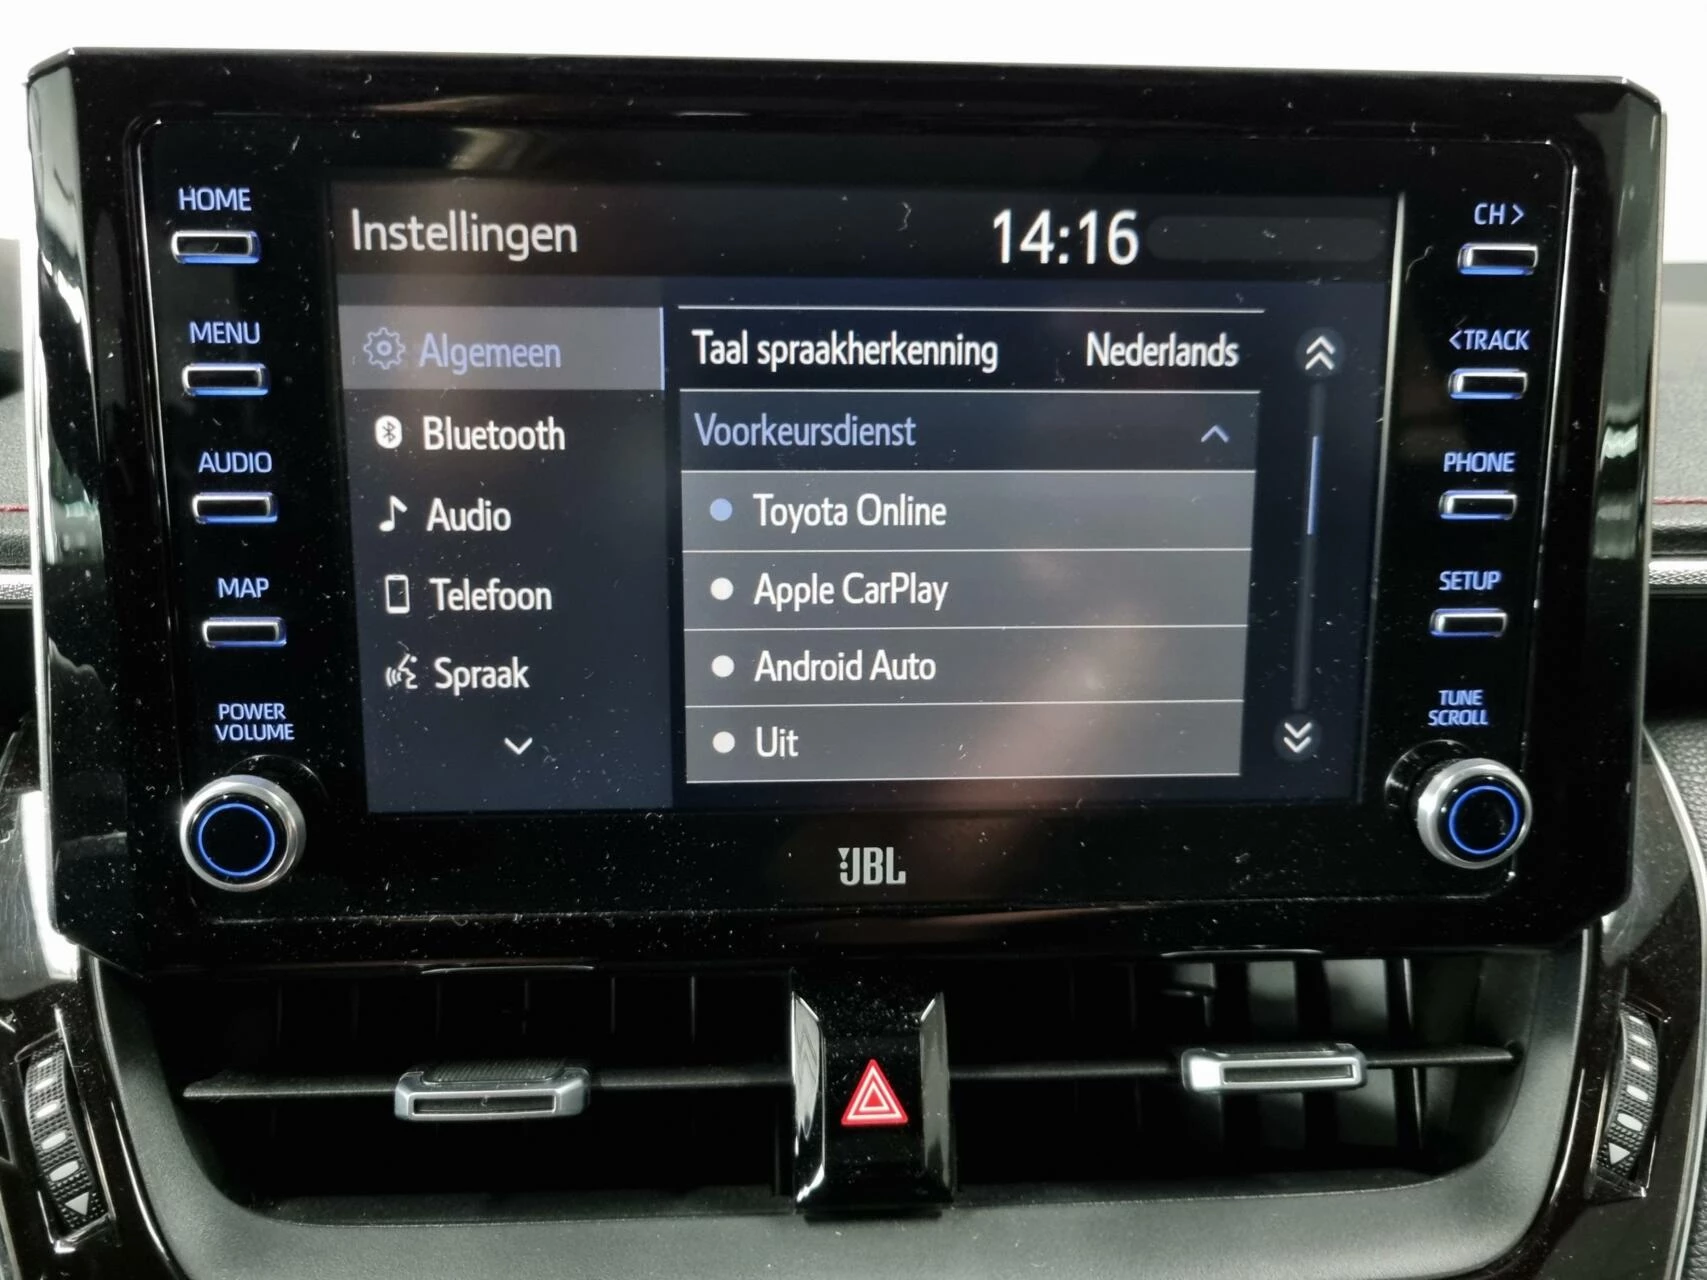 HOME
MENU
AUDIO
MAP
POWER
VOLUME
Instellingen 14:16
Algemeen
Bluetooth
Audio
Telefoon
Spraak
Taal spraakherkenning Nederlands
Voorkeursdienst
Toyota Online
Apple CarPlay
Android Auto
Uit
CH>
<TRACK
PHONE
SETUP
TUNE
SCROLL
JBL